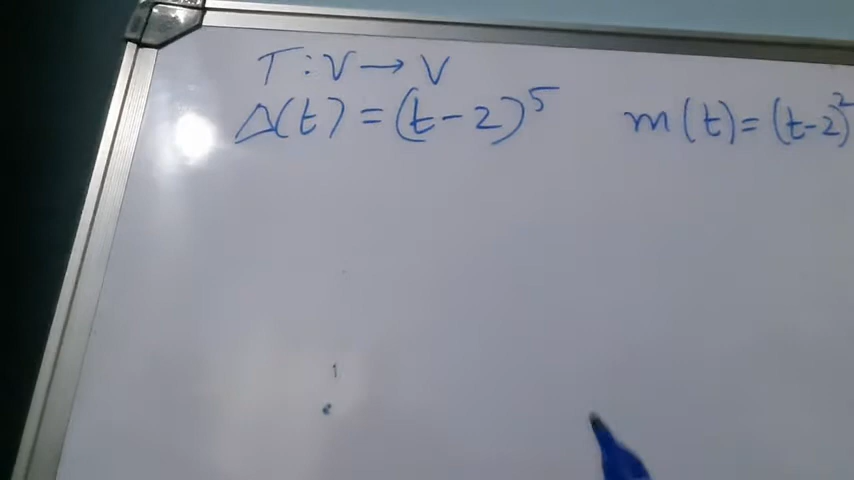 T : V → V
Δ(t) = (t-2)⁵ m(t) = (t-2)²